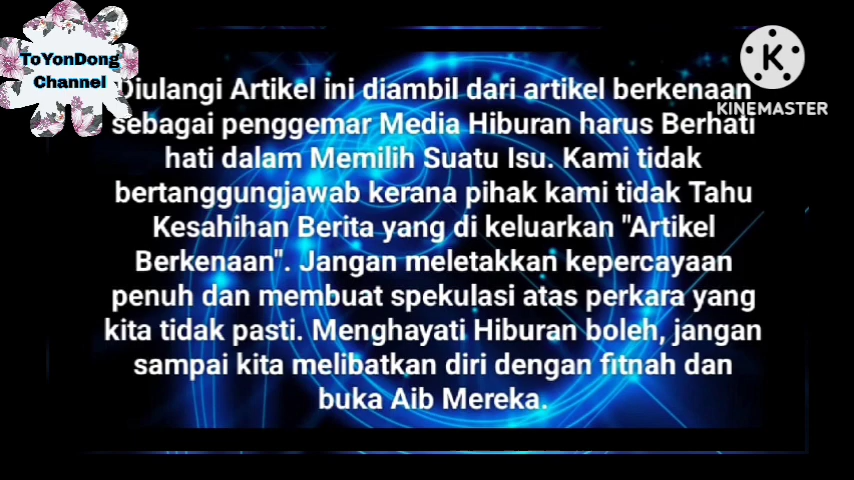 ToYonDong
Channel
KINEMASTER
Diulangi Artikel ini diambil dari artikel berkenaan
sebagai penggemar Media Hiburan harus Berhati
hati dalam Memilih Suatu Isu. Kami tidak
bertanggungjawab kerana pihak kami tidak Tahu
Kesahihan Berita yang di keluarkan "Artikel
Berkenaan". Jangan meletakkan kepercayaan
penuh dan membuat spekulasi atas perkara yang
kita tidak pasti. Menghayati Hiburan boleh, jangan
sampai kita melibatkan diri dengan fitnah dan
buka Aib Mereka.